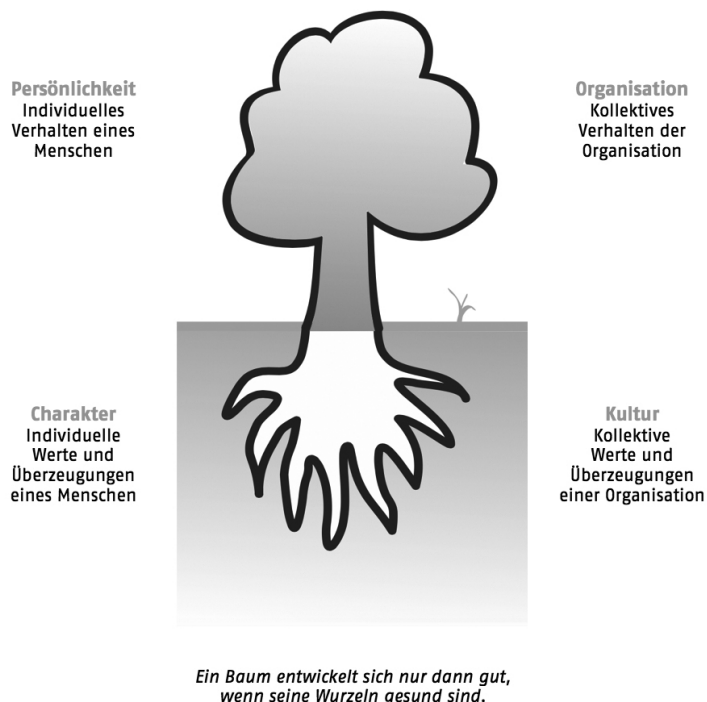 Persönlichkeit
Individuelles
Verhalten eines
Menschen
Organisation
Kollektives
Verhalten der
Organisation
Charakter
Individuelle
Werte und
Überzeugungen
eines Menschen
Kultur
Kollektive
Werte und
Überzeugungen
einer Organisation
Ein Baum entwickelt sich nur dann gut,
wenn seine Wurzeln gesund sind.